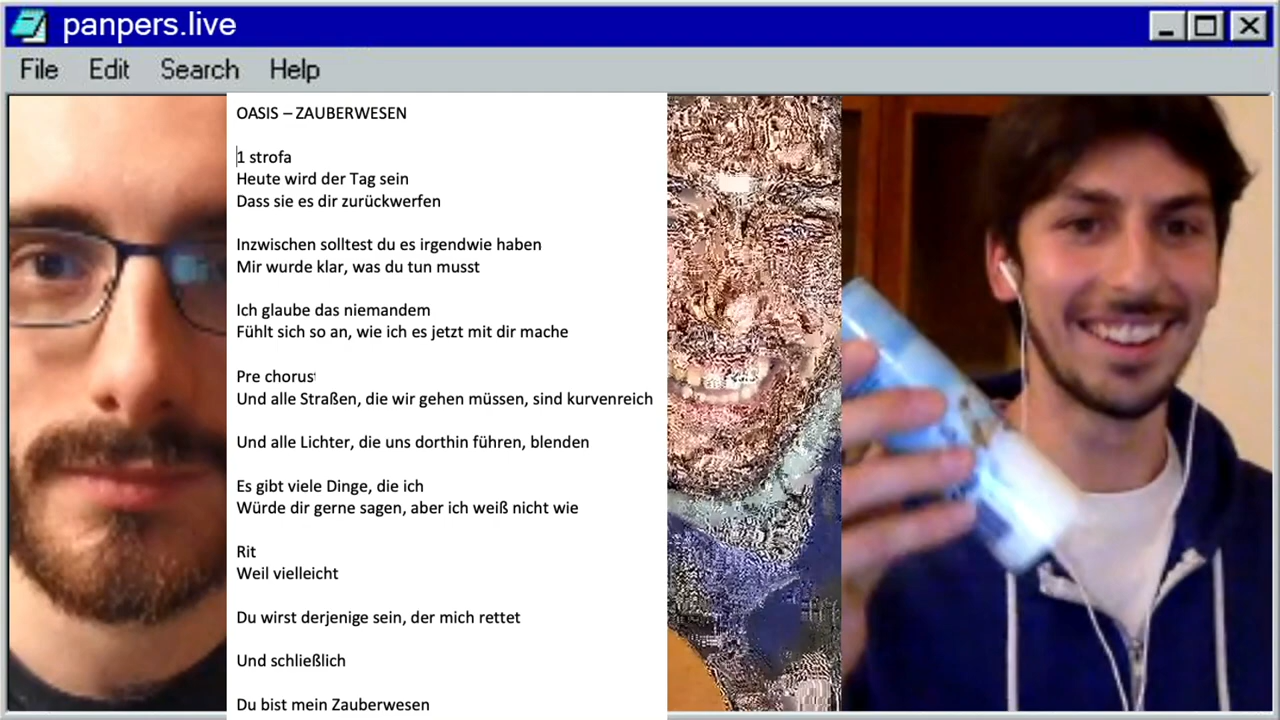 panpers.live
File Edit Search Help
OASIS – ZAUBERWESEN
1 strofa
Heute wird der Tag sein
Dass sie es dir zurückwerfen
Inzwischen solltest du es irgendwie haben
Mir wurde klar, was du tun musst
Ich glaube das niemandem
Fühlt sich so an, wie ich es jetzt mit dir mache
Pre chorus
Und alle Straßen, die wir gehen müssen, sind kurvenreich
Und alle Lichter, die uns dorthin führen, blenden
Es gibt viele Dinge, die ich
Würde dir gerne sagen, aber ich weiß nicht wie
Rit
Weil vielleicht
Du wirst derjenige sein, der mich rettet
Und schließlich
Du bist mein Zauberwesen